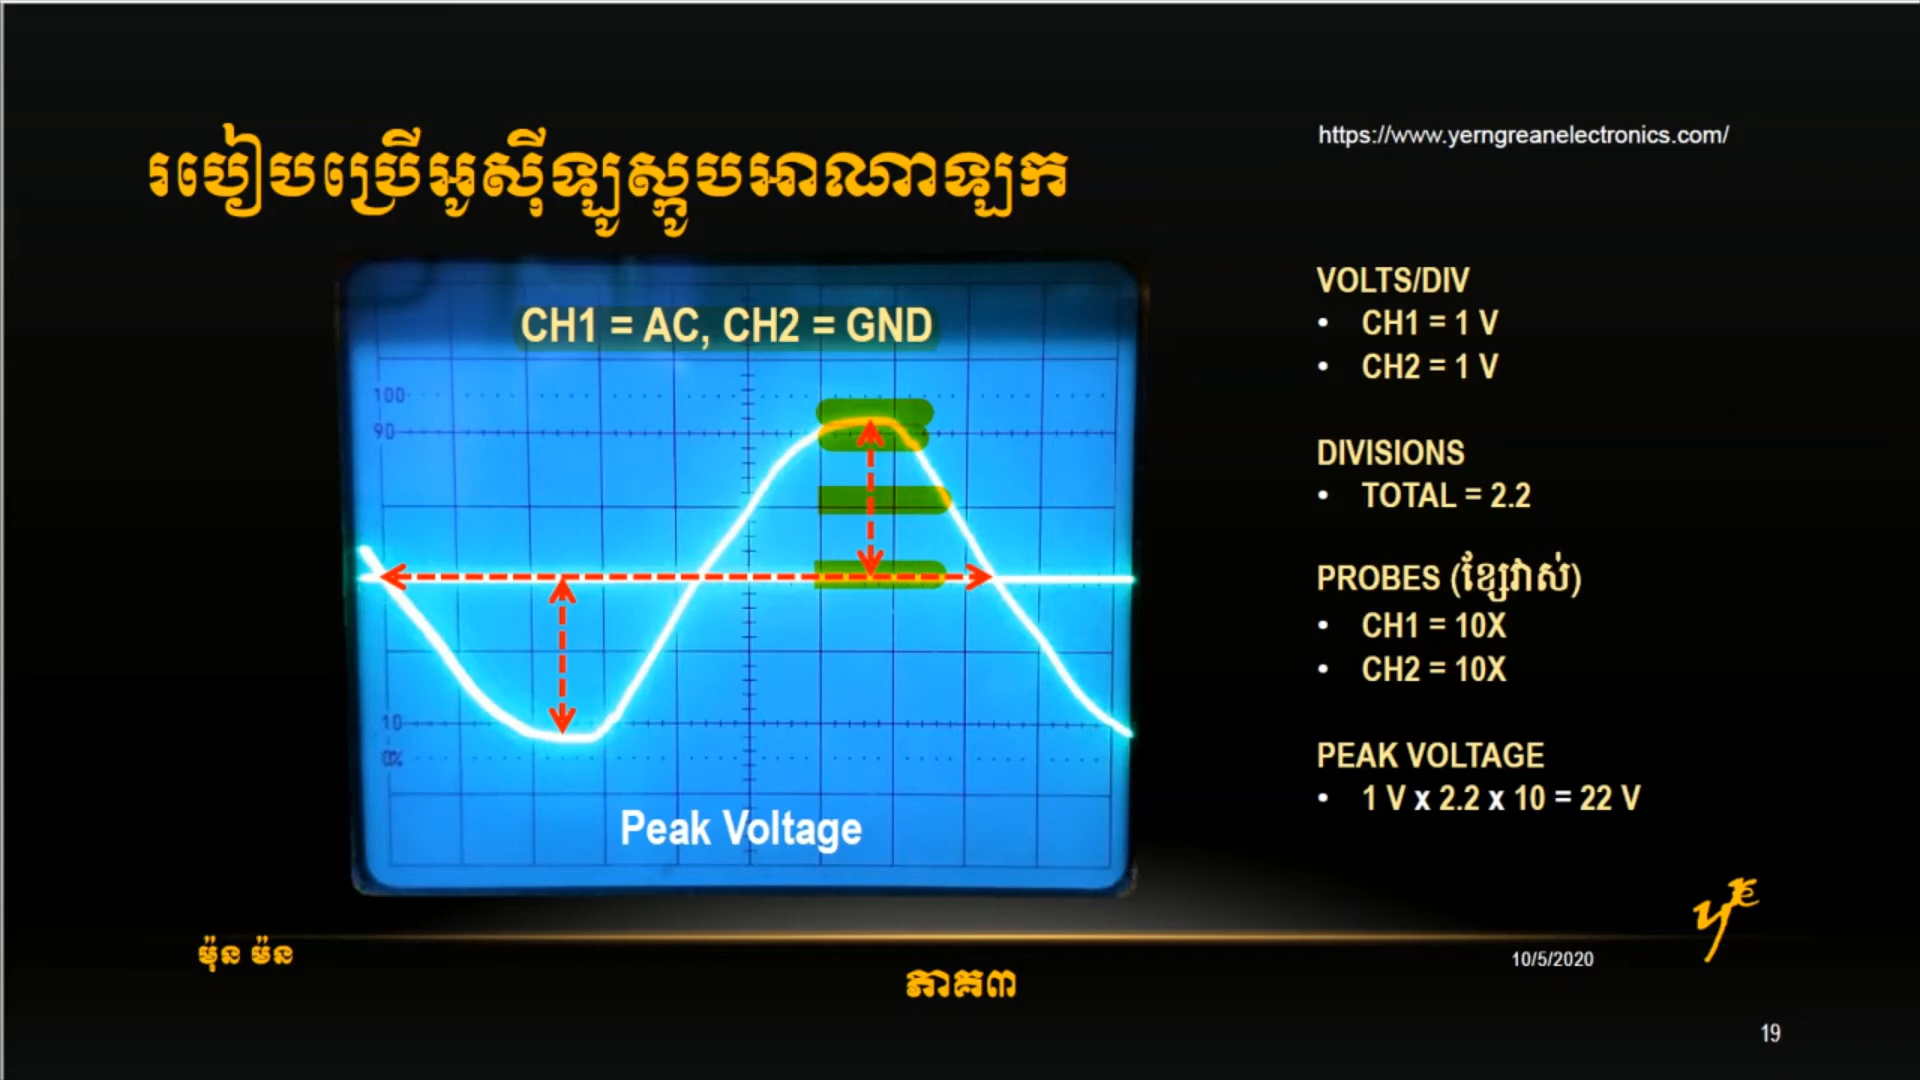 https://www.yerngreanelectronics.com/
របៀបប្រើអូស៊ីឡូស្កូបអាណាឡូក
CH1 = AC, CH2 = GND
100
90
10
0%
Peak Voltage
VOLTS/DIV
• CH1 = 1 V
• CH2 = 1 V
DIVISIONS
• TOTAL = 2.2
PROBES (ខ្សែវាស់)
• CH1 = 10X
• CH2 = 10X
PEAK VOLTAGE
• 1 V x 2.2 x 10 = 22 V
ម៉ុន ម៉ន
ភាគ៣
10/5/2020
19